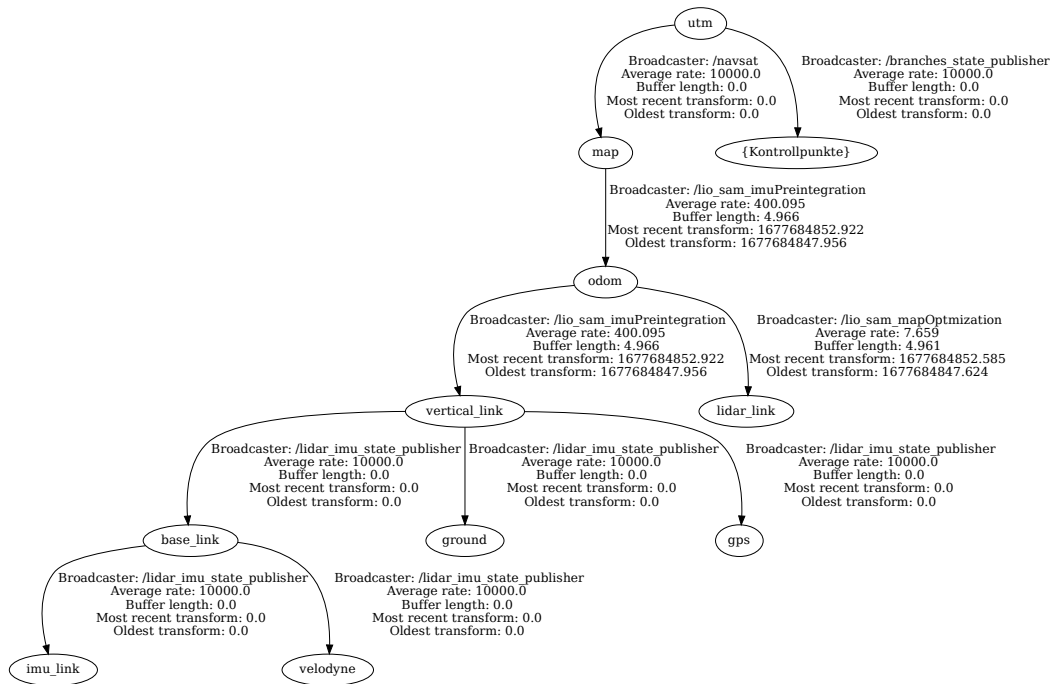 utm
Broadcaster: /navsat
Average rate: 10000.0
Buffer length: 0.0
Most recent transform: 0.0
Oldest transform: 0.0
Broadcaster: /branches_state_publisher
Average rate: 10000.0
Buffer length: 0.0
Most recent transform: 0.0
Oldest transform: 0.0
map
{Kontrollpunkte}
Broadcaster: /lio_sam_imuPreintegration
Average rate: 400.095
Buffer length: 4.966
Most recent transform: 1677684852.922
Oldest transform: 1677684847.956
odom
Broadcaster: /lio_sam_imuPreintegration
Average rate: 400.095
Buffer length: 4.966
Most recent transform: 1677684852.922
Oldest transform: 1677684847.956
Broadcaster: /lio_sam_mapOptmization
Average rate: 7.659
Buffer length: 4.961
Most recent transform: 1677684852.585
Oldest transform: 1677684847.624
vertical_link
lidar_link
Broadcaster: /lidar_imu_state_publisher
Average rate: 10000.0
Buffer length: 0.0
Most recent transform: 0.0
Oldest transform: 0.0
Broadcaster: /lidar_imu_state_publisher
Average rate: 10000.0
Buffer length: 0.0
Most recent transform: 0.0
Oldest transform: 0.0
Broadcaster: /lidar_imu_state_publisher
Average rate: 10000.0
Buffer length: 0.0
Most recent transform: 0.0
Oldest transform: 0.0
base_link
ground
gps
Broadcaster: /lidar_imu_state_publisher
Average rate: 10000.0
Buffer length: 0.0
Most recent transform: 0.0
Oldest transform: 0.0
Broadcaster: /lidar_imu_state_publisher
Average rate: 10000.0
Buffer length: 0.0
Most recent transform: 0.0
Oldest transform: 0.0
imu_link
velodyne